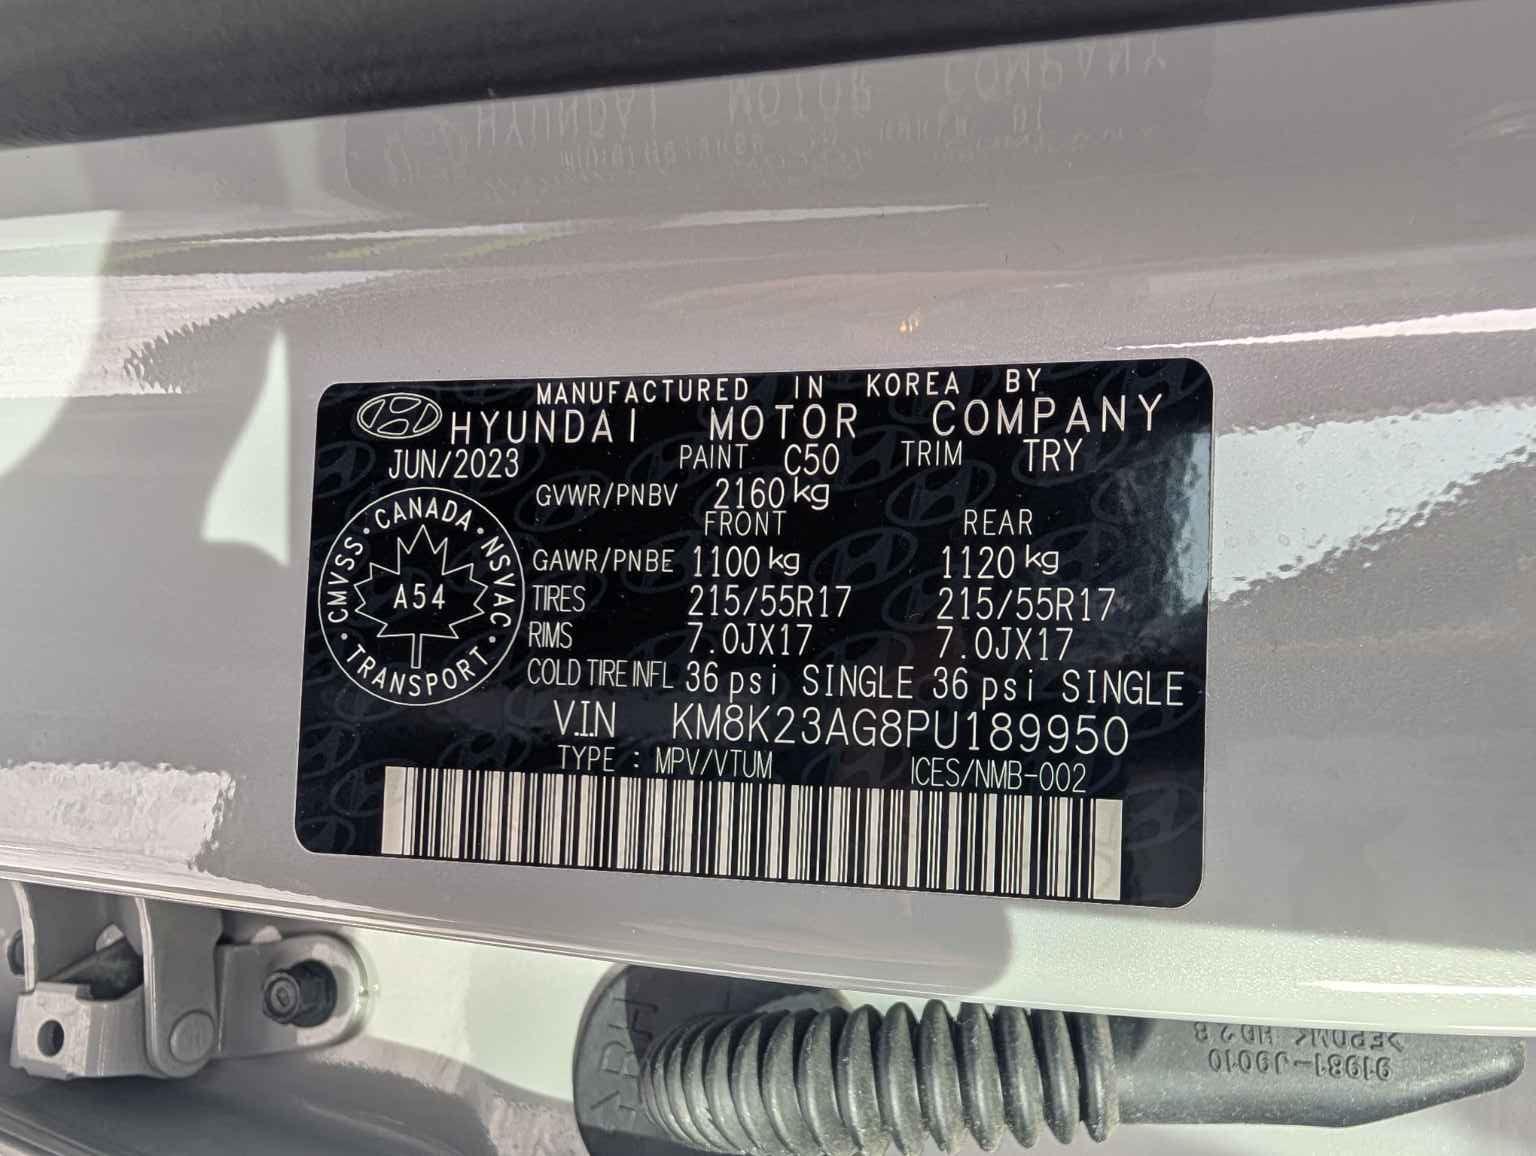 MANUFACTURED IN KOREA BY
HYUNDAI MOTOR COMPANY
JUN/2023 PAINT C50 TRIM TRY
GVWR/PNBV 2160 kg
FRONT REAR
GAWR/PNBE 1100 kg 1120 kg
TIRES 215/55R17 215/55R17
RIMS 7.0JX17 7.0JX17
COLD TIRE INFL 36 psi SINGLE 36 psi SINGLE
V.I.N KM8K23AG8PU189950
TYPE : MPV/VTUM ICES/NMB-002
CANADA · NSVAC · TRANSPORT · CMVSS ·
A54
>EPDM< HD2B
91981-J9010